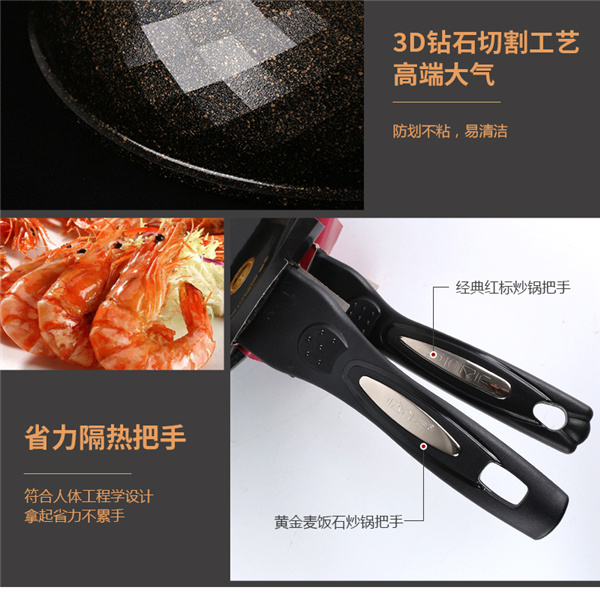 3D钻石切割工艺
高端大气
防划不粘，易清洁
经典红标炒锅把手
省力隔热把手
符合人体工程学设计
拿起省力不累手
黄金麦饭石炒锅把手